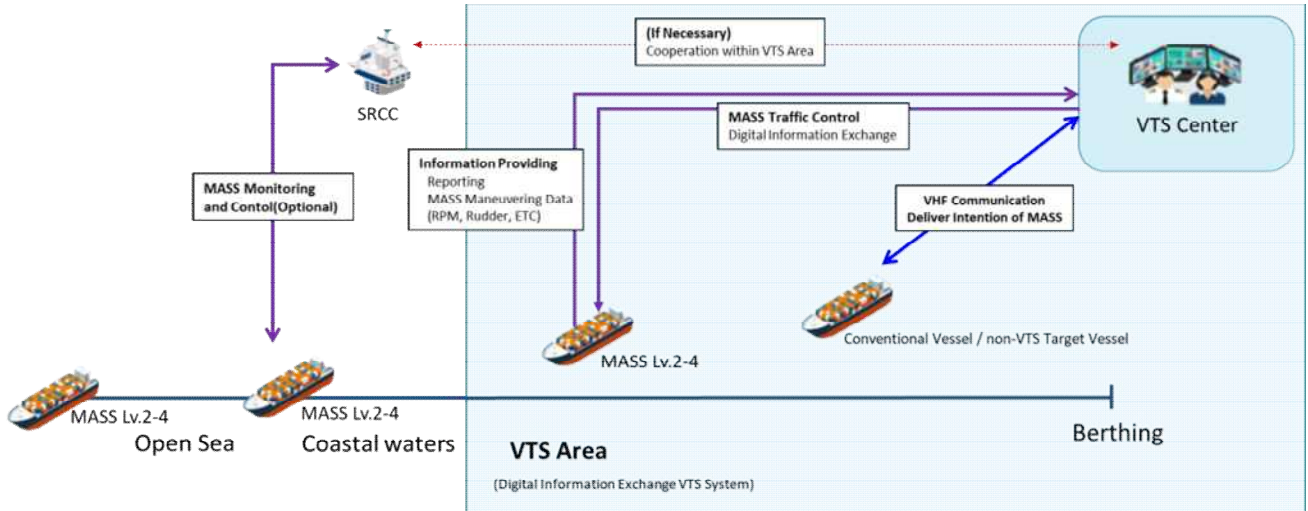 (If Necessary)
Cooperation within VTS Area
SRCC
VTS Center
MASS Traffic Control
Digital Information Exchange
Information Providing
Reporting
MASS Maneuvering Data
(RPM, Rudder, ETC)
MASS Monitoring
and Contol(Optional)
VHF Communication
Deliver Intention of MASS
Conventional Vessel / non-VTS Target Vessel
MASS Lv.2-4
MASS Lv.2-4
MASS Lv.2-4
Open Sea
Coastal waters
Berthing
VTS Area
(Digital Information Exchange VTS System)